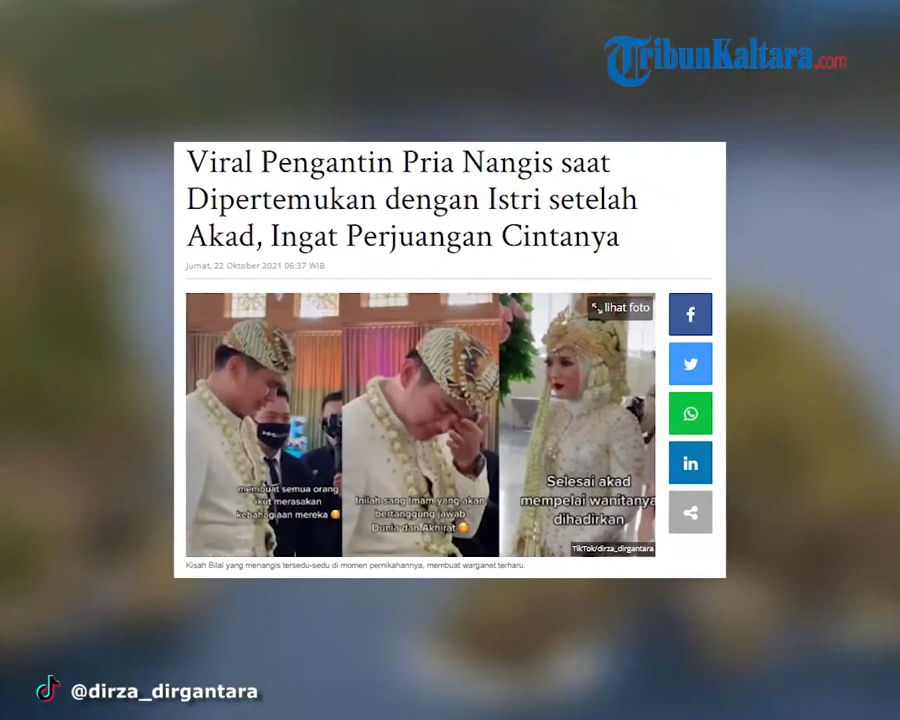 TribunKaltara.com
Viral Pengantin Pria Nangis saat
Dipertemukan dengan Istri setelah
Akad, Ingat Perjuangan Cintanya
Jumat, 22 Oktober 2021 06:37 WIB
lihat foto
membuat semua orang
ikut merasakan
kebahagiaan mereka
Inilah sang Imam yang akan
bertanggung jawab
Dunia dan Akhirat
Selesai akad
mempelai wanitanya
dihadirkan
TikTok/dirza_dirgantara
Kisah Bilal yang menangis tersedu-sedu di momen pernikahannya, membuat warganet terharu.
@dirza_dirgantara